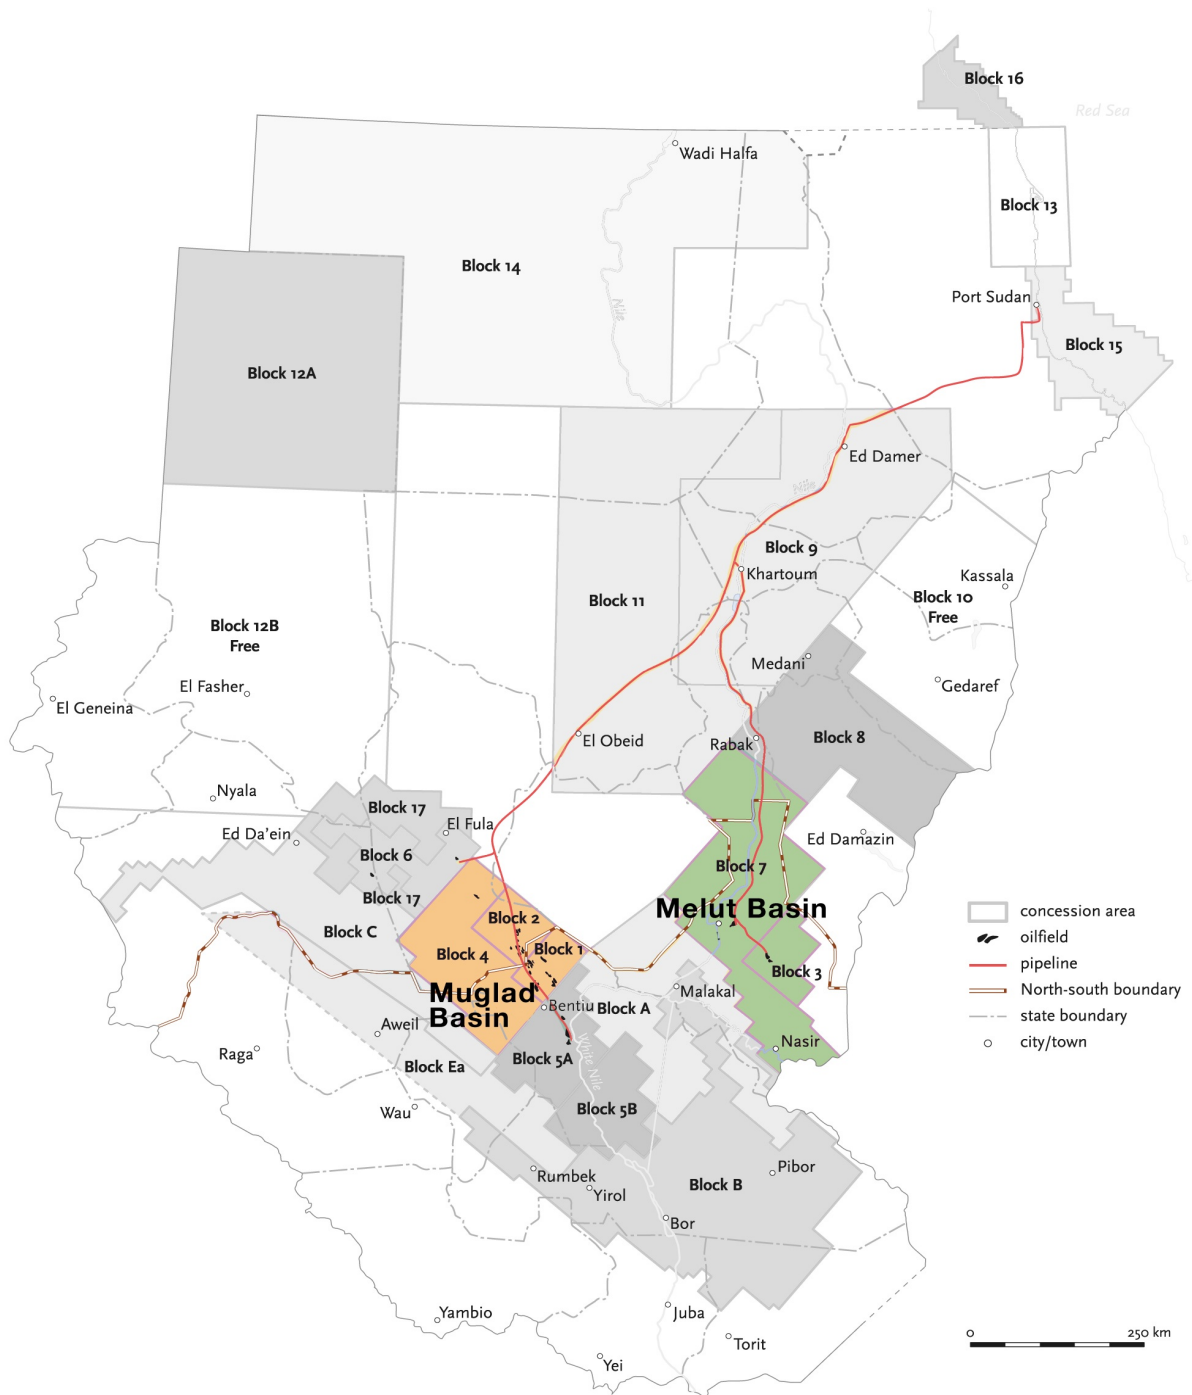 Block 16
Red Sea
Wadi Halfa
Block 13
Block 14
Port Sudan
Nile
Block 15
Block 12A
Ed Damer
Nile
Block 9
Khartoum
Kassala
Block 11
Block 10
Free
Block 12B
Free
Medani
El Fasher
Gedaref
El Geneina
El Obeid
Rabak
Block 8
Nyala
Block 17
El Fula
Ed Da'ein
Ed Damazin
Block 6
Block 7
Block 17
Melut Basin
Block 2
Block C
Block 4
Block 1
Block 3
Muglad
Basin
Malakal
Bentiu
Block A
Aweil
Nasir
Raga
Block 5A
White Nile
Block Ea
Wau
Block 5B
Pibor
Rumbek
Block B
Yirol
Bor
Yambio
Juba
Torit
Yei
concession area
oilfield
pipeline
North-south boundary
state boundary
city/town
0
250 km